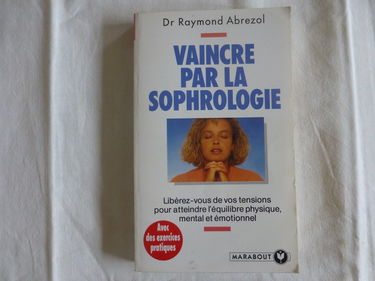 Dr Raymond Abrezol
VAINCRE
PAR LA
SOPHROLOGIE
Libérez-vous de vos tensions
pour atteindre l'équilibre physique,
mental et émotionnel
Avec
des exercices
pratiques
MARABOUT